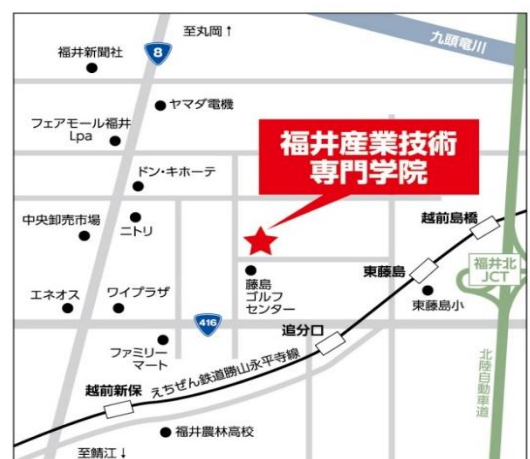 至丸岡↑
九頭竜川
8
福井新聞社
ヤマダ電機
フェアモール福井
Lpa
福井産業技術
専門学院
ドン・キホーテ
中央卸売市場
ニトリ
越前島橋
東藤島
福井北
JCT
藤島
ゴルフ
センター
東藤島小
エネオス
ワイプラザ
416
追分口
ファミリー
マート
えちぜん鉄道勝山永平寺線
北陸自動車道
越前新保
福井農林高校
至鯖江↓